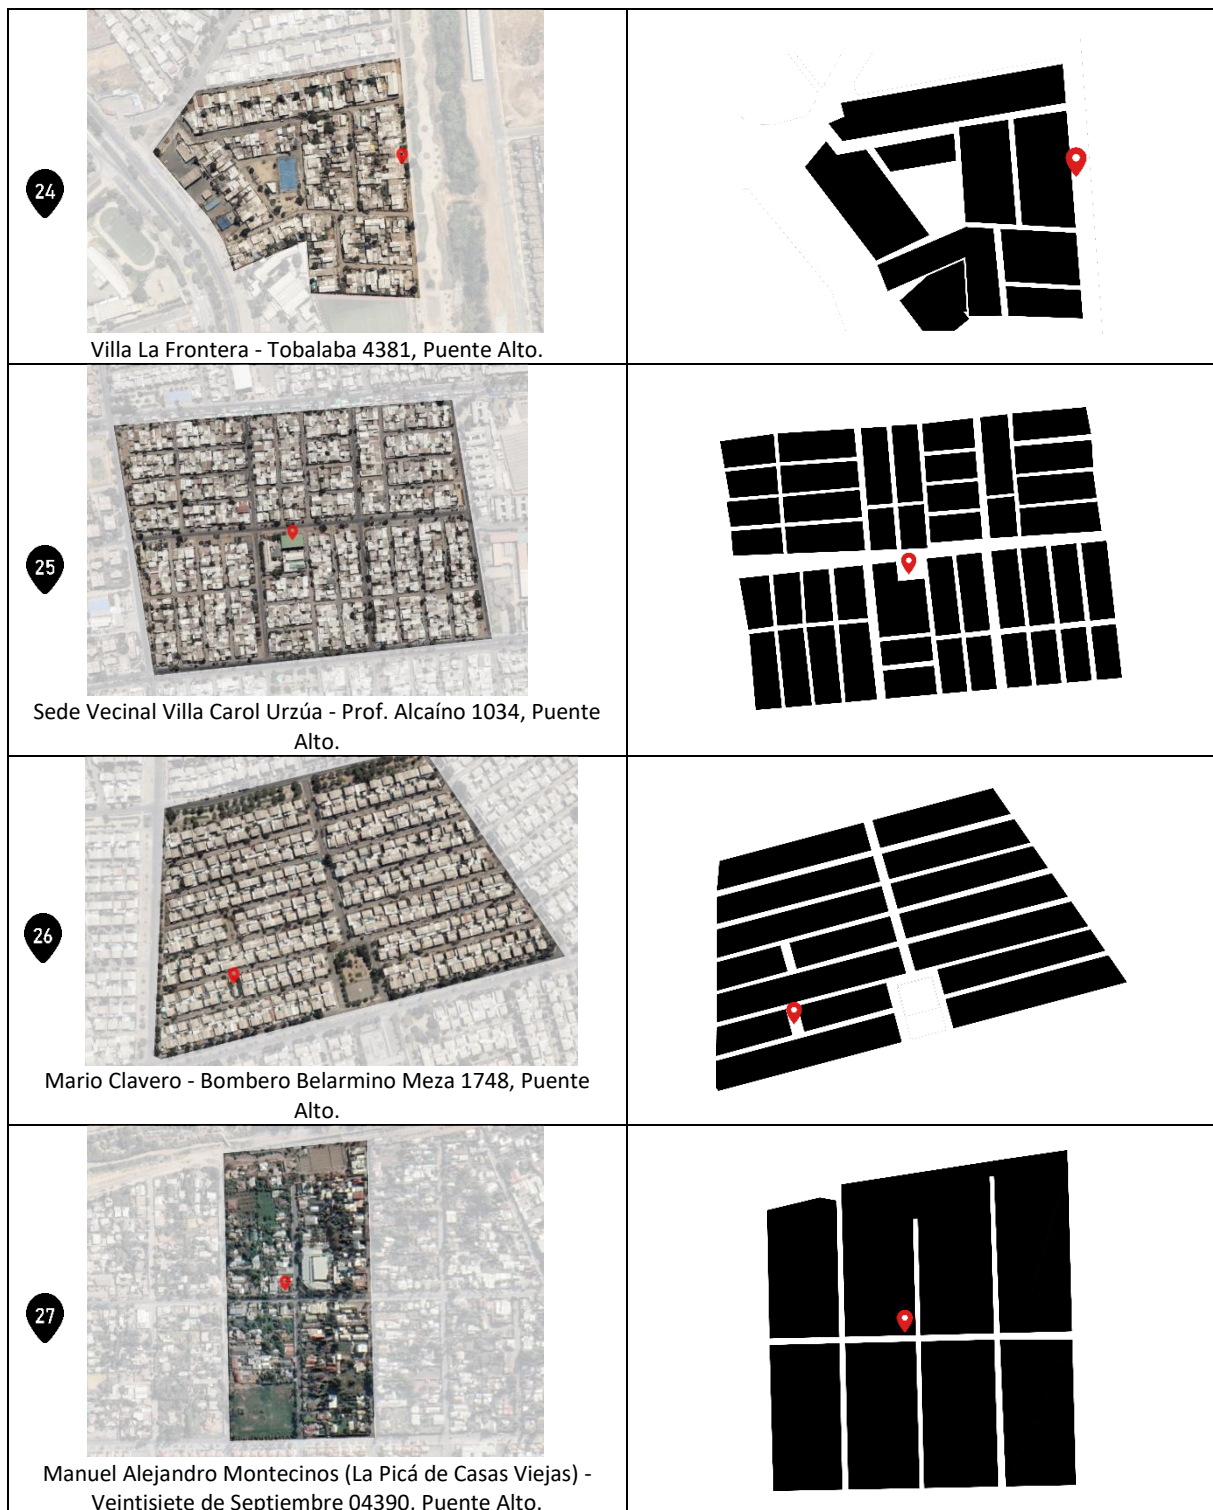 24
Villa La Frontera - Tobalaba 4381, Puente Alto.
25
Sede Vecinal Villa Carol Urzúa - Prof. Alcaíno 1034, Puente
Alto.
26
Mario Clavero - Bombero Belarmino Meza 1748, Puente
Alto.
27
Manuel Alejandro Montecinos (La Picá de Casas Viejas) -
Veintisiete de Septiembre 04390, Puente Alto.